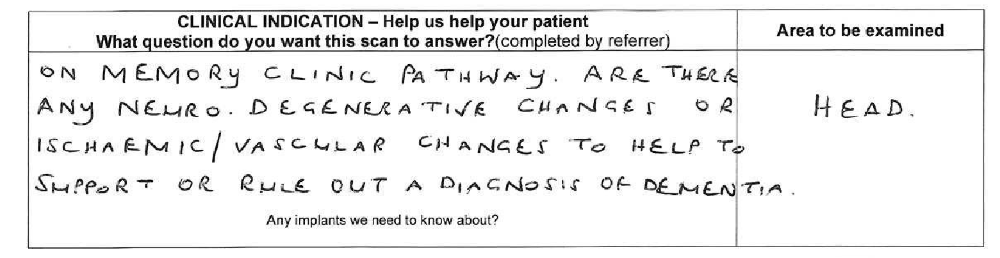 CLINICAL INDICATION – Help us help your patient
What question do you want this scan to answer?(completed by referrer)
Area to be examined
ON MEMORY CLINIC PATHWAY. ARE THERE
ANY NEURO. DEGENERATIVE CHANGES OR
ISCHAEMIC/VASCULAR CHANGES TO HELP TO
SUPPORT OR RULE OUT A DIAGNOSIS OF DEMENTIA.
HEAD.
Any implants we need to know about?